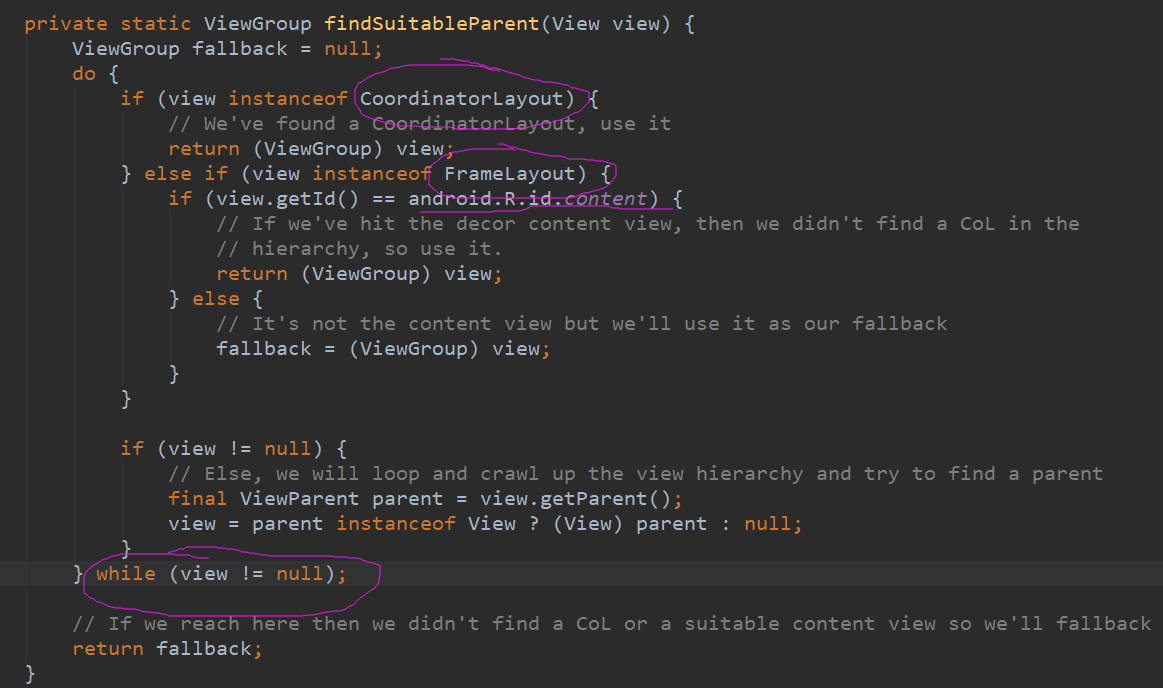 private static ViewGroup findSuitableParent(View view) {
ViewGroup fallback = null;
do {
if (view instanceof CoordinatorLayout) {
// We've found a CoordinatorLayout, use it
return (ViewGroup) view;
} else if (view instanceof FrameLayout) {
if (view.getId() == android.R.id.content) {
// If we've hit the decor content view, then we didn't find a CoL in the
// hierarchy, so use it.
return (ViewGroup) view;
} else {
// It's not the content view but we'll use it as our fallback
fallback = (ViewGroup) view;
}
}
if (view != null) {
// Else, we will loop and crawl up the view hierarchy and try to find a parent
final ViewParent parent = view.getParent();
view = parent instanceof View ? (View) parent : null;
}
} while (view != null);
// If we reach here then we didn't find a CoL or a suitable content view so we'll fallback
return fallback;
}